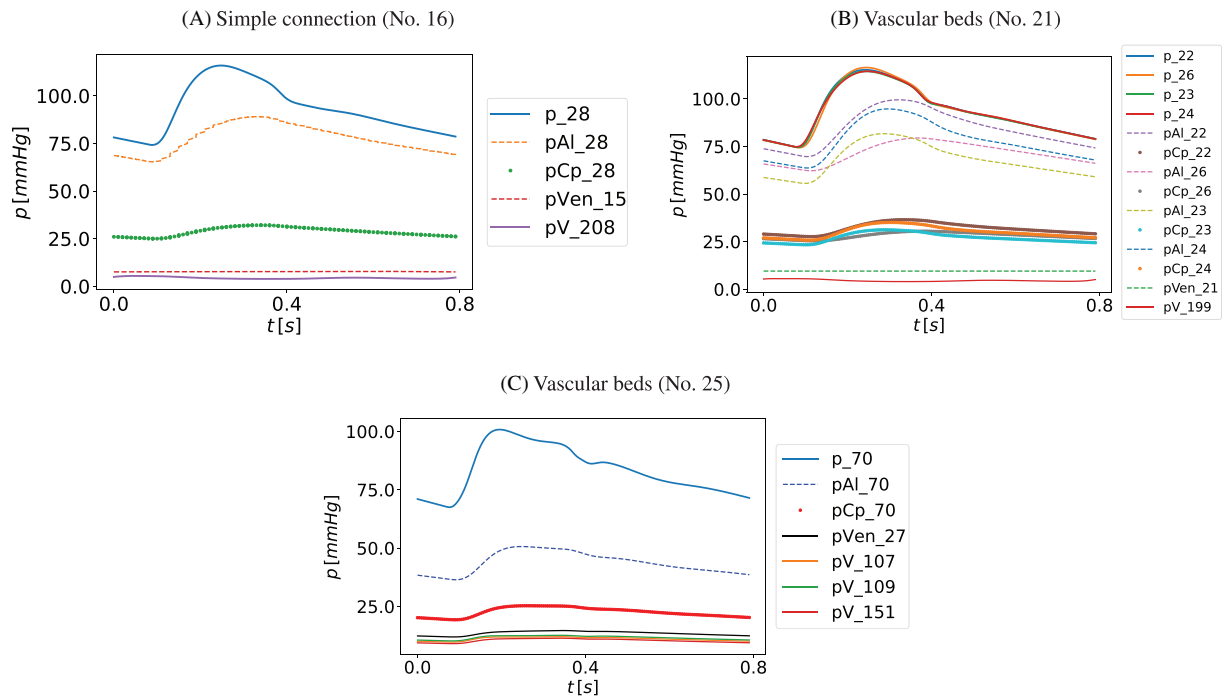 (A) Simple connection (No. 16)
p [mmHg]
100.0
75.0
50.0
25.0
0.0
0.0
0.4
0.8
t [s]
p_28
pAl_28
pCp_28
pVen_15
pV_208
(B) Vascular beds (No. 21)
p [mmHg]
100.0
75.0
50.0
25.0
0.0
0.0
0.4
0.8
t [s]
p_22
p_26
p_23
p_24
pAl_22
pCp_22
pAl_26
pCp_26
pAl_23
pCp_23
pAl_24
pCp_24
pVen_21
pV_199
(C) Vascular beds (No. 25)
p [mmHg]
100.0
75.0
50.0
25.0
0.0
0.4
0.8
t [s]
p_70
pAl_70
pCp_70
pVen_27
pV_107
pV_109
pV_151